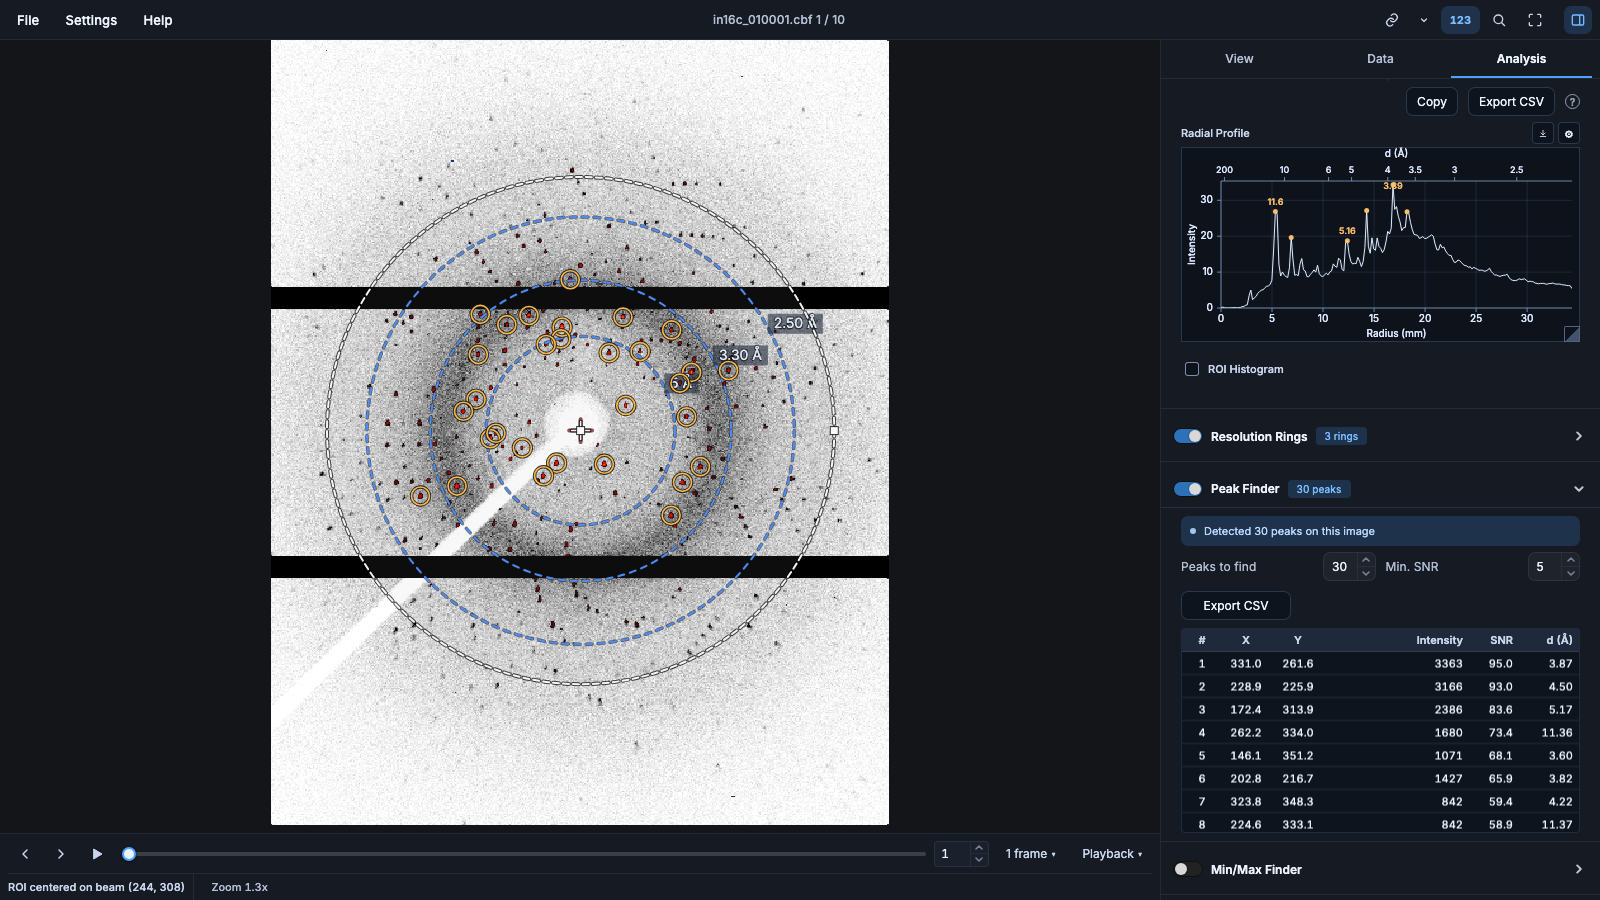 File Settings Help
in16c_010001.cbf 1 / 10
123
View Data Analysis
Copy Export CSV ?
Radial Profile
d (Å)
200 10 6 5 4 3.5 3 2.5
3.89
11.6
5.16
30
20
10
0
Intensity
0 5 10 15 20 25 30
Radius (mm)
2.50 Å
3.30 Å
ROI Histogram
Resolution Rings 3 rings
Peak Finder 30 peaks
Detected 30 peaks on this image
Peaks to find 30 Min. SNR 5
Export CSV
# X Y Intensity SNR d (Å)
1 331.0 261.6 3363 95.0 3.87
2 228.9 225.9 3166 93.0 4.50
3 172.4 313.9 2386 83.6 5.17
4 262.2 334.0 1680 73.4 11.36
5 146.1 351.2 1071 68.1 3.60
6 202.8 216.7 1427 65.9 3.82
7 323.8 348.3 842 59.4 4.22
8 224.6 333.1 842 58.9 11.37
Min/Max Finder
1 1 frame Playback
ROI centered on beam (244, 308) Zoom 1.3x